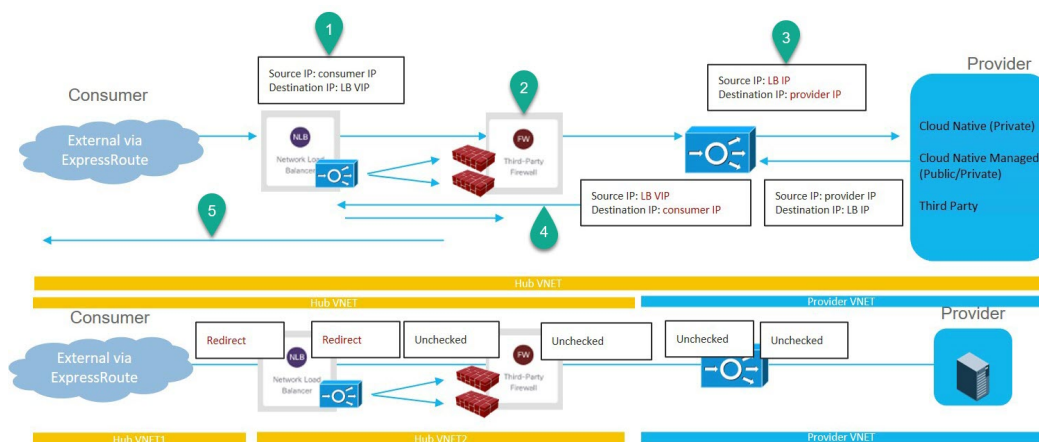 1
3
Source IP: consumer IP
Destination IP: LB VIP
Source IP: LB IP
Destination IP: provider IP
Provider
Consumer
2
External via
ExpressRoute
NLB
Network Load
Balancer
FW
Third-Party
Firewall
Cloud Native (Private)
Cloud Native Managed
(Public/Private)
Third Party
Source IP: LB VIP
Destination IP: consumer IP
Source IP: provider IP
Destination IP: LB IP
5
4
Hub VNET
Hub VNET
Provider VNET
Consumer
Provider
External via
ExpressRoute
Redirect
Redirect
Unchecked
Unchecked
Unchecked
Unchecked
NLB
Network Load
Balancer
FW
Third-Party
Firewall
Hub VNET1
Hub VNET2
Provider VNET